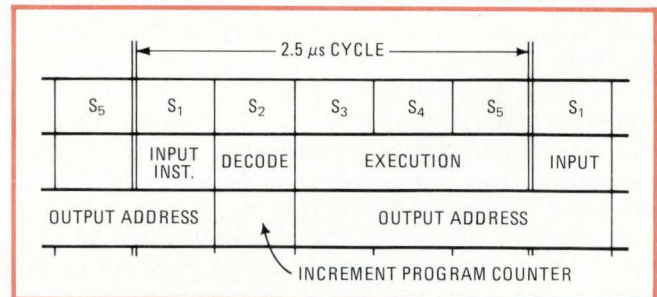 2.5 μs CYCLE
S₅ S₁ S₂ S₃ S₄ S₅ S₁
INPUT INST. DECODE EXECUTION INPUT
OUTPUT ADDRESS OUTPUT ADDRESS
INCREMENT PROGRAM COUNTER